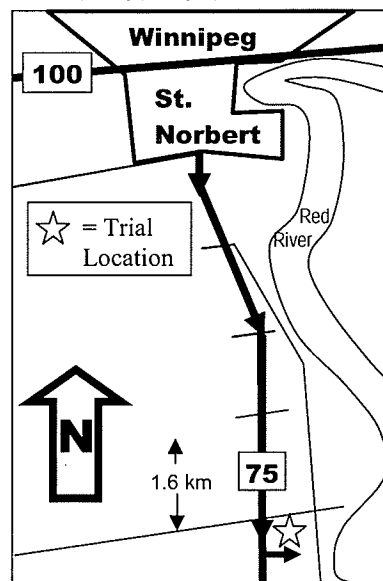 Winnipeg
100
St.
Norbert
Red
River
= Trial
Location
N
1.6 km
75